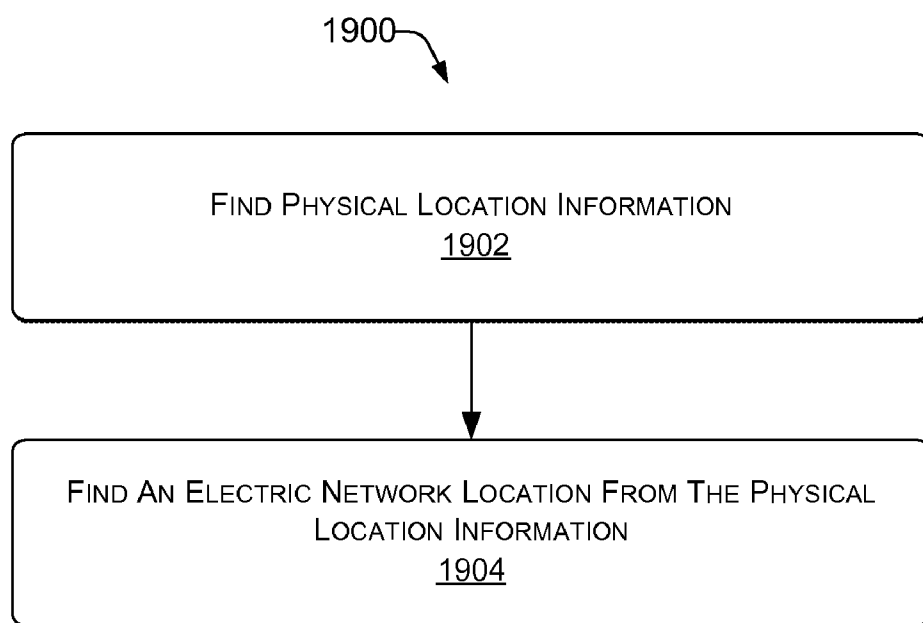 1900
FIND PHYSICAL LOCATION INFORMATION
1902
FIND AN ELECTRIC NETWORK LOCATION FROM THE PHYSICAL
LOCATION INFORMATION
1904